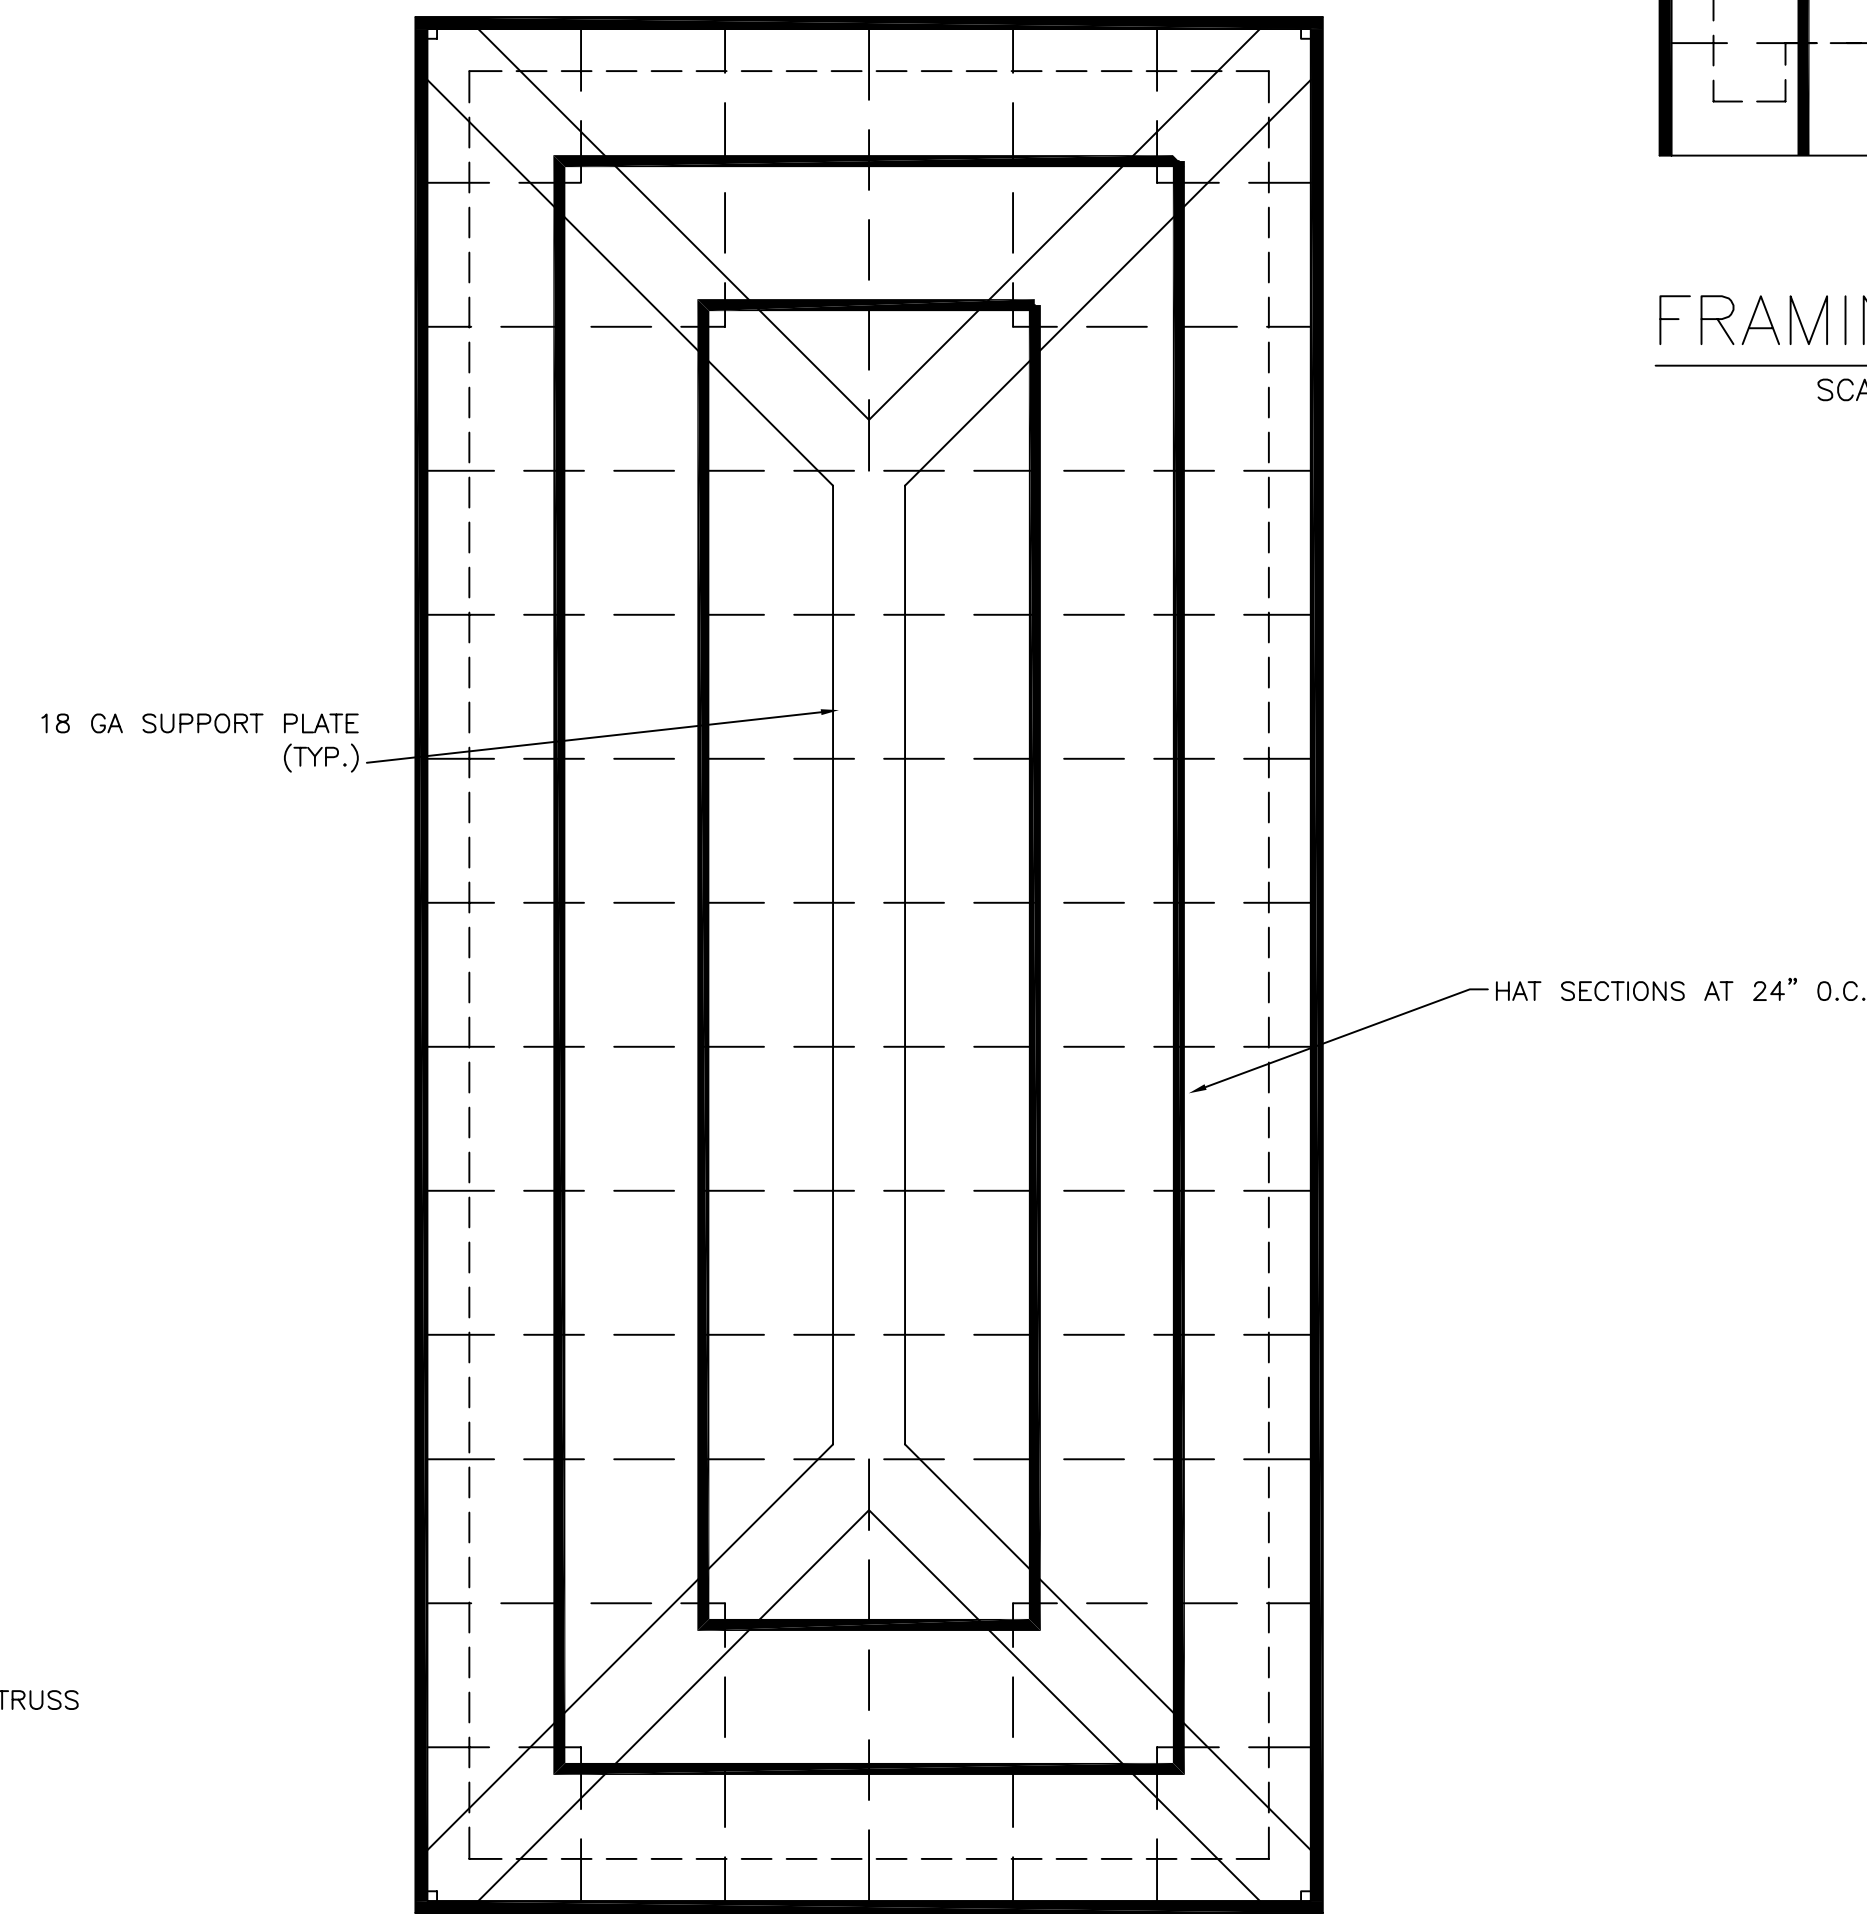 FRAMIN
SCA
18 GA SUPPORT PLATE
(TYP.)
HAT SECTIONS AT 24” O.C.
TRUSS